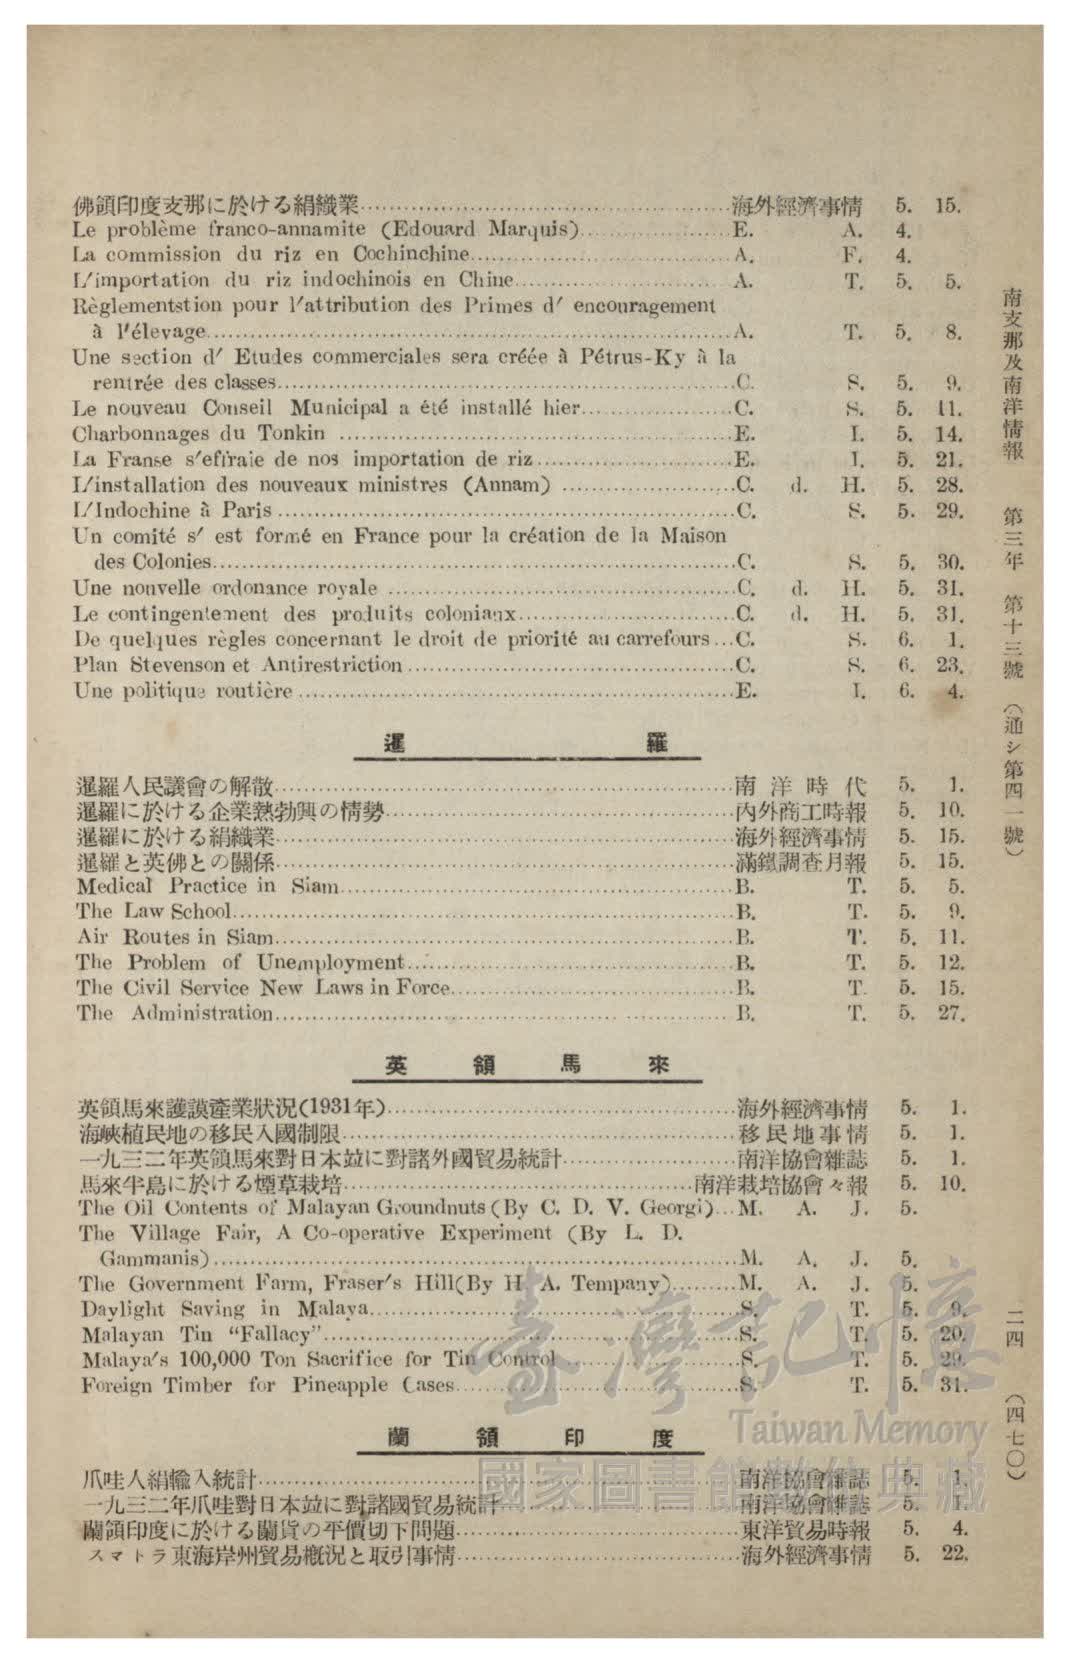 佛領印度支那に於ける絹織業……海外經濟事情 5. 15.
Le problème franco-annamite (Edouard Marquis)……E. A. 4.
La commission du riz en Cochinchine……A. F. 4.
L'importation du riz indochinois en Chine……A. T. 5. 5.
Règlementstion pour l'attribution des Primes d' encouragement
à l'élevage……A. T. 5. 8.
Une section d' Etudes commerciales sera créée à Pétrus-Ky à la
rentrée des classes……C. S. 5. 9.
Le nouveau Conseil Municipal a été installé hier……C. S. 5. 11.
Charbonnages du Tonkin ……E. I. 5. 14.
La Franse s'effraie de nos importation de riz……E. I. 5. 21.
L'installation des nouveaux ministres (Annam) ……C. d. H. 5. 28.
L'Indochine à Paris……C. S. 5. 29.
Un comité s' est formé en France pour la création de la Maison
des Colonies……C. S. 5. 30.
Une nouvelle ordonance royale ……C. d. H. 5. 31.
Le contingentement des produits coloniaux……C. d. H. 5. 31.
De quelques règles concernant le droit de priorité au carrefours…C. S. 6. 1.
Plan Stevenson et Antirestriction……C. S. 6. 23.
Une politique routière……E. I. 6. 4.
暹羅
暹羅人民議會の解散……南洋時代 5. 1.
暹羅に於ける企業熱勃興の情勢……內外商工時報 5. 10.
暹羅に於ける絹織業……海外經濟事情 5. 15.
暹羅と英佛との關係……滿鐵調查月報 5. 15.
Medical Practice in Siam……B. T. 5. 5.
The Law School……B. T. 5. 9.
Air Routes in Siam……B. T. 5. 11.
The Problem of Unemployment……B. T. 5. 12.
The Civil Service New Laws in Force……B. T. 5. 15.
The Administration……B. T. 5. 27.
英領馬來
英領馬來護謨產業狀況(1931年)……海外經濟事情 5. 1.
海峽植民地の移民入國制限……移民地事情 5. 1.
一九三二年英領馬來對日本竝に對諸外國貿易統計……南洋協會雜誌 5. 1.
馬來半島に於ける煙草栽培……南洋栽培協會々報 5. 10.
The Oil Contents of Malayan Groundnuts(By C. D. V. Georgi)…M. A. J. 5.
The Village Fair, A Co-operative Experiment (By L. D.
Gammanis)……M. A. J. 5.
The Government Farm, Fraser's Hill(By H. A. Tempany)……M. A. J. 5.
Daylight Saving in Malaya……S. T. 5. 9.
Malayan Tin “Fallacy”……S. T. 5. 20.
Malaya's 100,000 Ton Sacrifice for Tin Control……S. T. 5. 29.
Foreign Timber for Pineapple Cases……S. T. 5. 31.
蘭領印度
爪哇人絹輸入統計……南洋協會雜誌 5. 1.
一九三二年爪哇對日本竝に對諸國貿易統計……南洋協會雜誌 5. 1.
蘭領印度に於ける蘭貨の平價切下問題……東洋貿易時報 5. 4.
スマトラ東海岸州貿易概況と取引事情……海外經濟事情 5. 22.
南支那及南洋情報 第三年 第十三號 (通シ第四一號) 二四 (四七〇)
臺灣記憶
Taiwan Memory
國家圖書館數位典藏